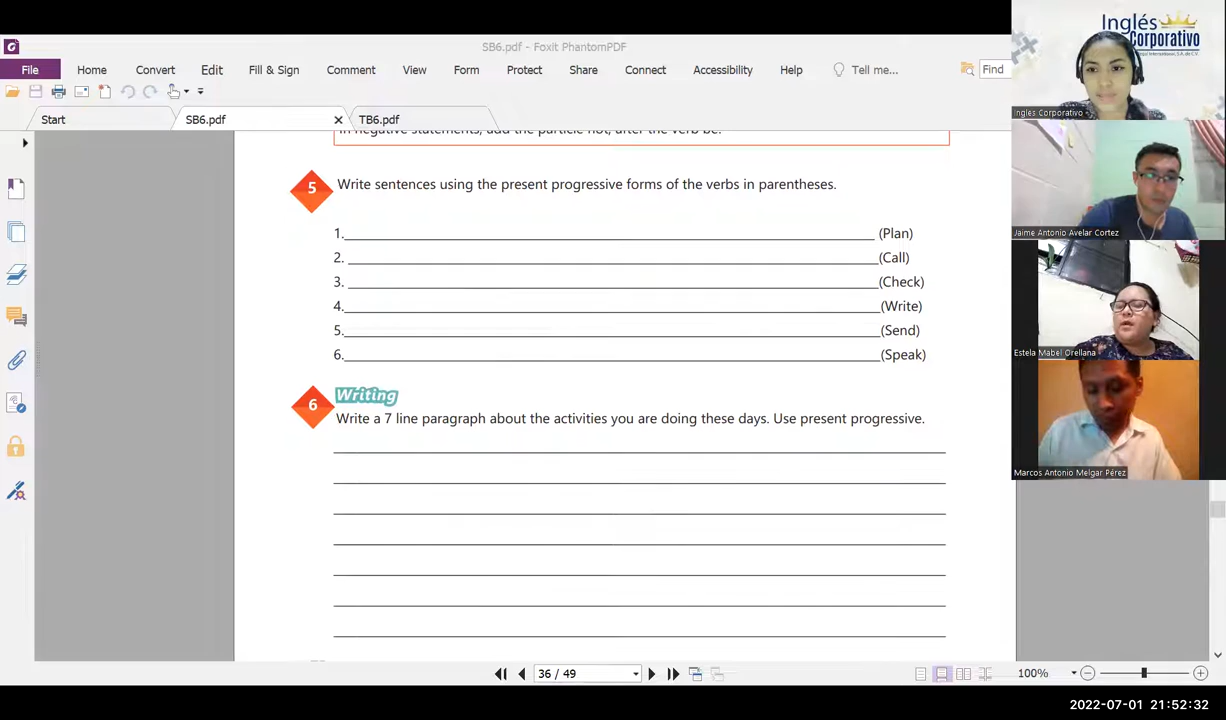 SB6.pdf - Foxit PhantomPDF
File Home Convert Edit Fill & Sign Comment View Form Protect Share Connect Accessibility Help Tell me... Find
Start SB6.pdf TB6.pdf
In negative statements, add the particle not, after the verb be.
5 Write sentences using the present progressive forms of the verbs in parentheses.
1. (Plan)
2. (Call)
3. (Check)
4. (Write)
5. (Send)
6. (Speak)
6 Writing
Write a 7 line paragraph about the activities you are doing these days. Use present progressive.
36 / 49
100%
Inglés
Corporativo
Ingles Corporativo
Jaime Antonio Avelar Cortez
Estela Mabel Orellana
Marcos Antonio Melgar Pérez
2022-07-01 21:52:32